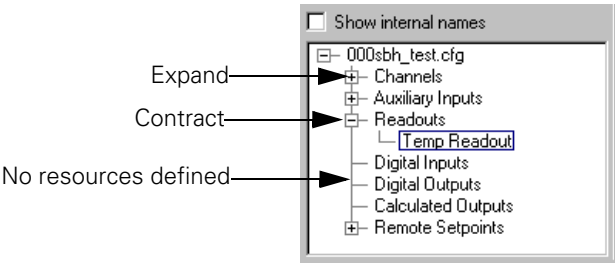 Show internal names
000sbh_test.cfg
Expand
Channels
Auxiliary Inputs
Contract
Readouts
Temp Readout
Digital Inputs
No resources defined
Digital Outputs
Calculated Outputs
Remote Setpoints